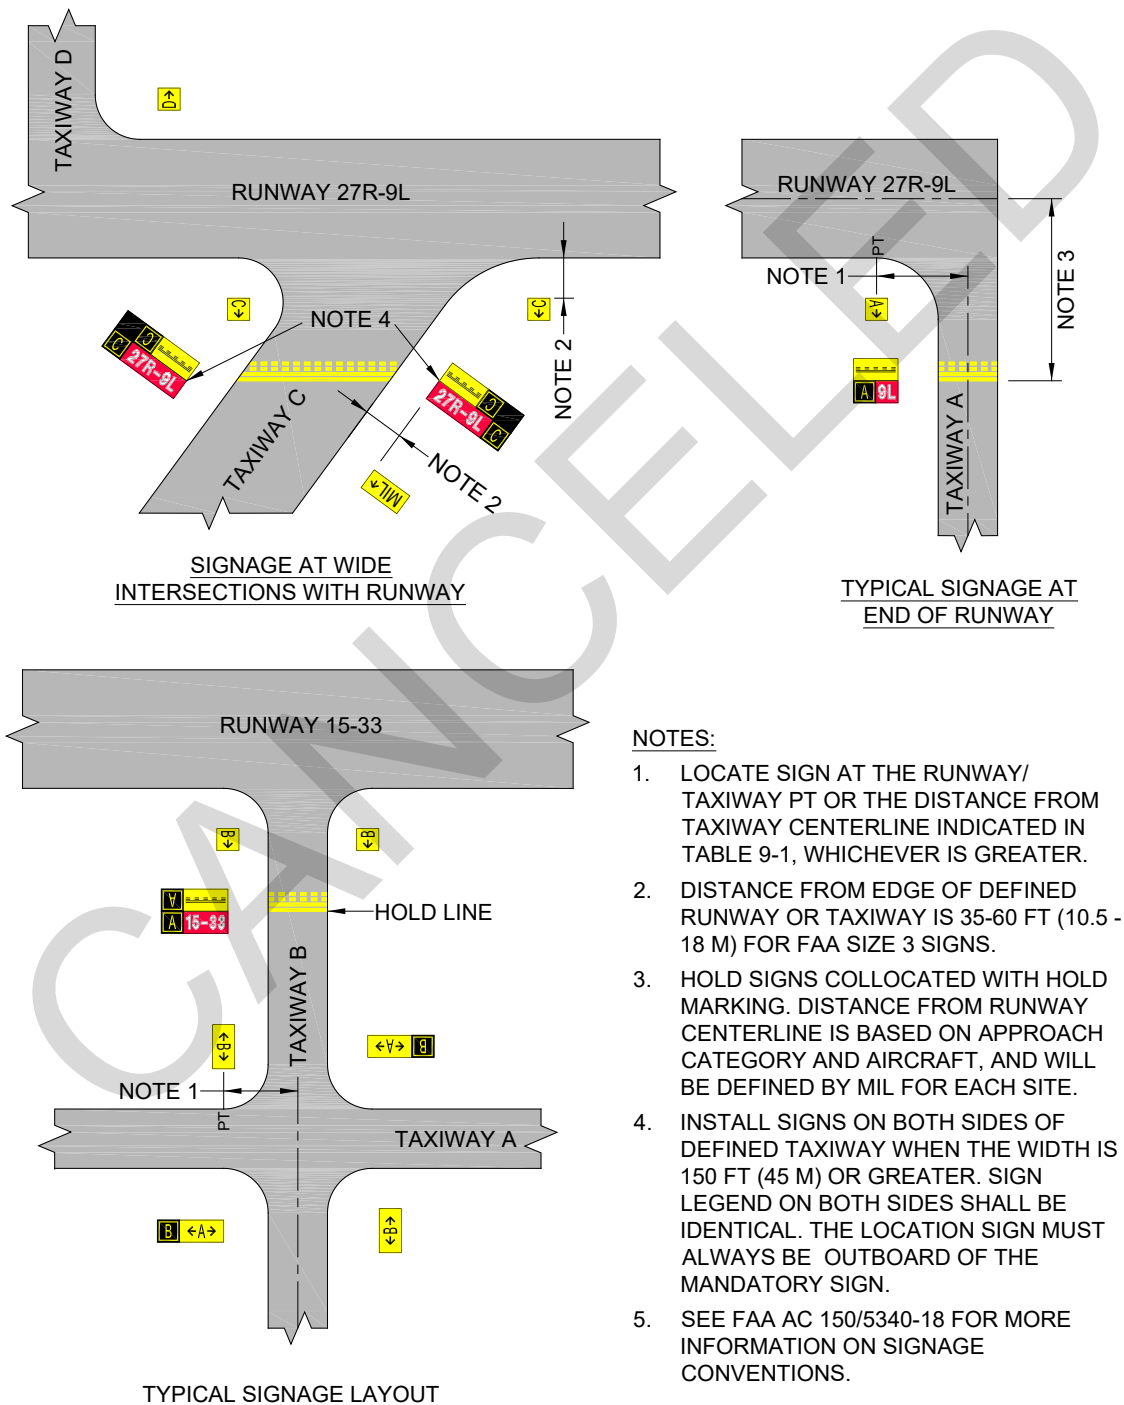 TAXIWAY D
D↑
RUNWAY 27R-9L
C↓
NOTE 4
C↓
NOTE 2
C C
27R-9L
C
27R-9L C
TAXIWAY C
MIL↑
NOTE 2
SIGNAGE AT WIDE
INTERSECTIONS WITH RUNWAY
RUNWAY 27R-9L
PT
NOTE 1
A↓
NOTE 3
A 9L
TAXIWAY A
TYPICAL SIGNAGE AT
END OF RUNWAY
RUNWAY 15-33
B↓
B↓
A
A 15-33
HOLD LINE
TAXIWAY B
←B→
←A→ B
NOTE 1
PT
TAXIWAY A
B ←A→
←B→
TYPICAL SIGNAGE LAYOUT
NOTES:
1. LOCATE SIGN AT THE RUNWAY/
TAXIWAY PT OR THE DISTANCE FROM
TAXIWAY CENTERLINE INDICATED IN
TABLE 9-1, WHICHEVER IS GREATER.
2. DISTANCE FROM EDGE OF DEFINED
RUNWAY OR TAXIWAY IS 35-60 FT (10.5 -
18 M) FOR FAA SIZE 3 SIGNS.
3. HOLD SIGNS COLLOCATED WITH HOLD
MARKING. DISTANCE FROM RUNWAY
CENTERLINE IS BASED ON APPROACH
CATEGORY AND AIRCRAFT, AND WILL
BE DEFINED BY MIL FOR EACH SITE.
4. INSTALL SIGNS ON BOTH SIDES OF
DEFINED TAXIWAY WHEN THE WIDTH IS
150 FT (45 M) OR GREATER. SIGN
LEGEND ON BOTH SIDES SHALL BE
IDENTICAL. THE LOCATION SIGN MUST
ALWAYS BE OUTBOARD OF THE
MANDATORY SIGN.
5. SEE FAA AC 150/5340-18 FOR MORE
INFORMATION ON SIGNAGE
CONVENTIONS.
CANCELED